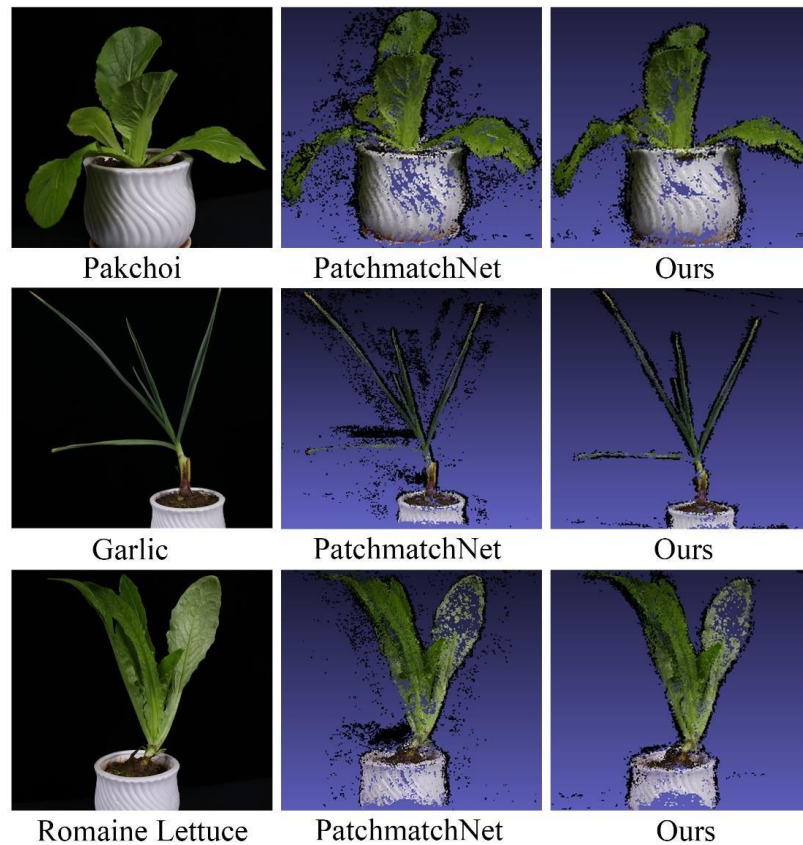 Pakchoi
PatchmatchNet
Ours
Garlic
PatchmatchNet
Ours
Romaine Lettuce
PatchmatchNet
Ours